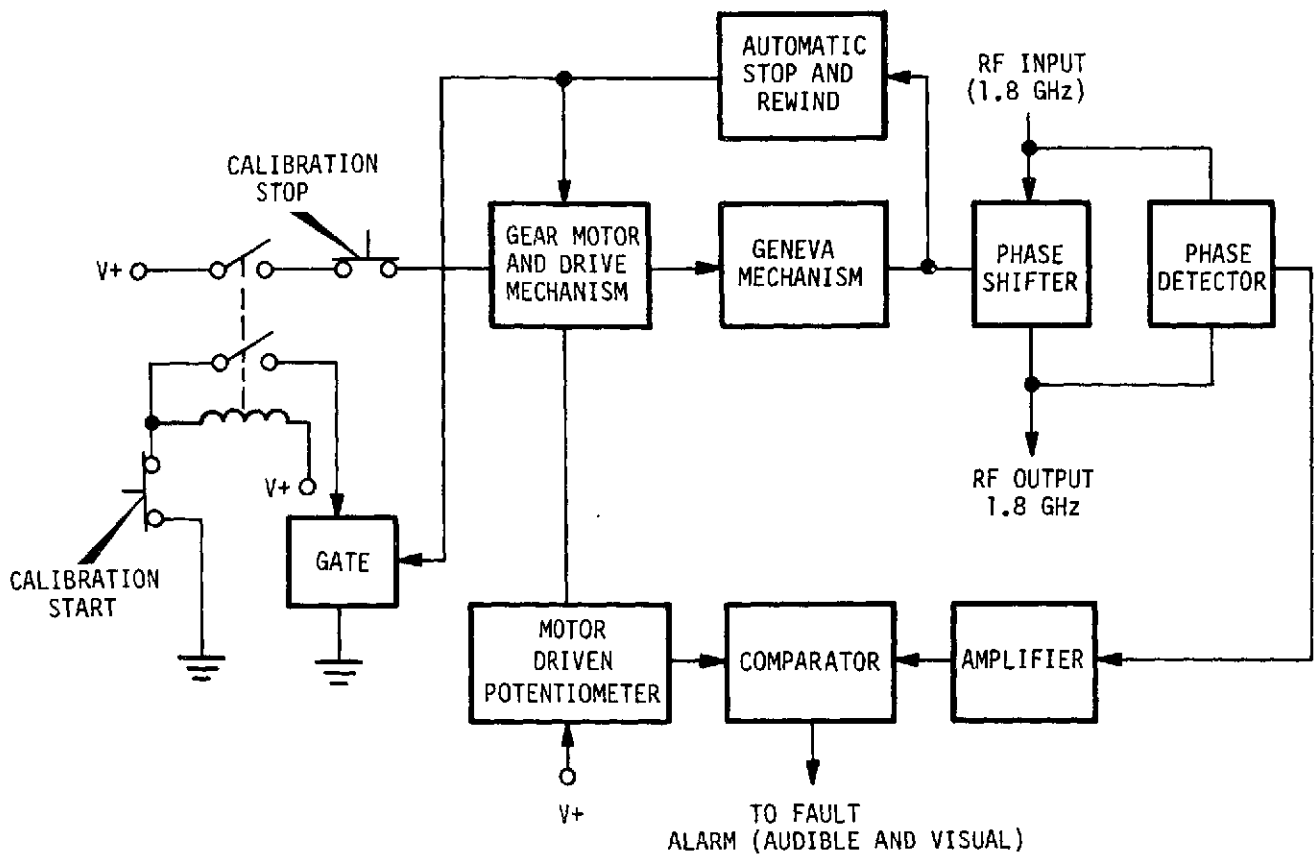 AUTOMATIC
STOP AND
REWIND
RF INPUT
(1.8 GHz)
CALIBRATION
STOP
V+
GEAR MOTOR
AND DRIVE
MECHANISM
GENEVA
MECHANISM
PHASE
SHIFTER
PHASE
DETECTOR
V+
RF OUTPUT
1.8 GHz
CALIBRATION
START
GATE
MOTOR
DRIVEN
POTENTIOMETER
COMPARATOR
AMPLIFIER
V+
TO FAULT
ALARM (AUDIBLE AND VISUAL)